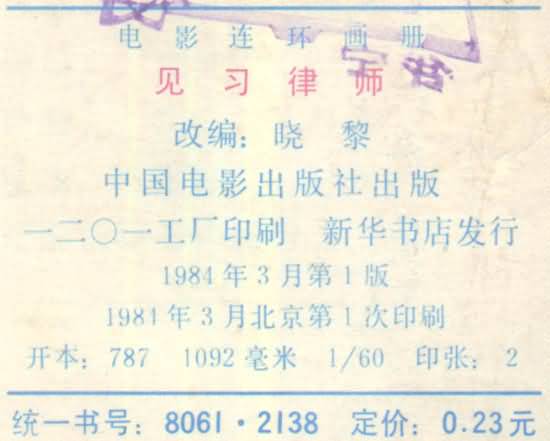 电影连环画册
见习律师
改编：晓 黎
中国电影出版社出版
一二〇一工厂印刷 新华书店发行
1984年3月第1版
1984年3月北京第1次印刷
开本：787 1092毫米 1/60 印张：2
统一书号：8061·2138 定价：0.23元